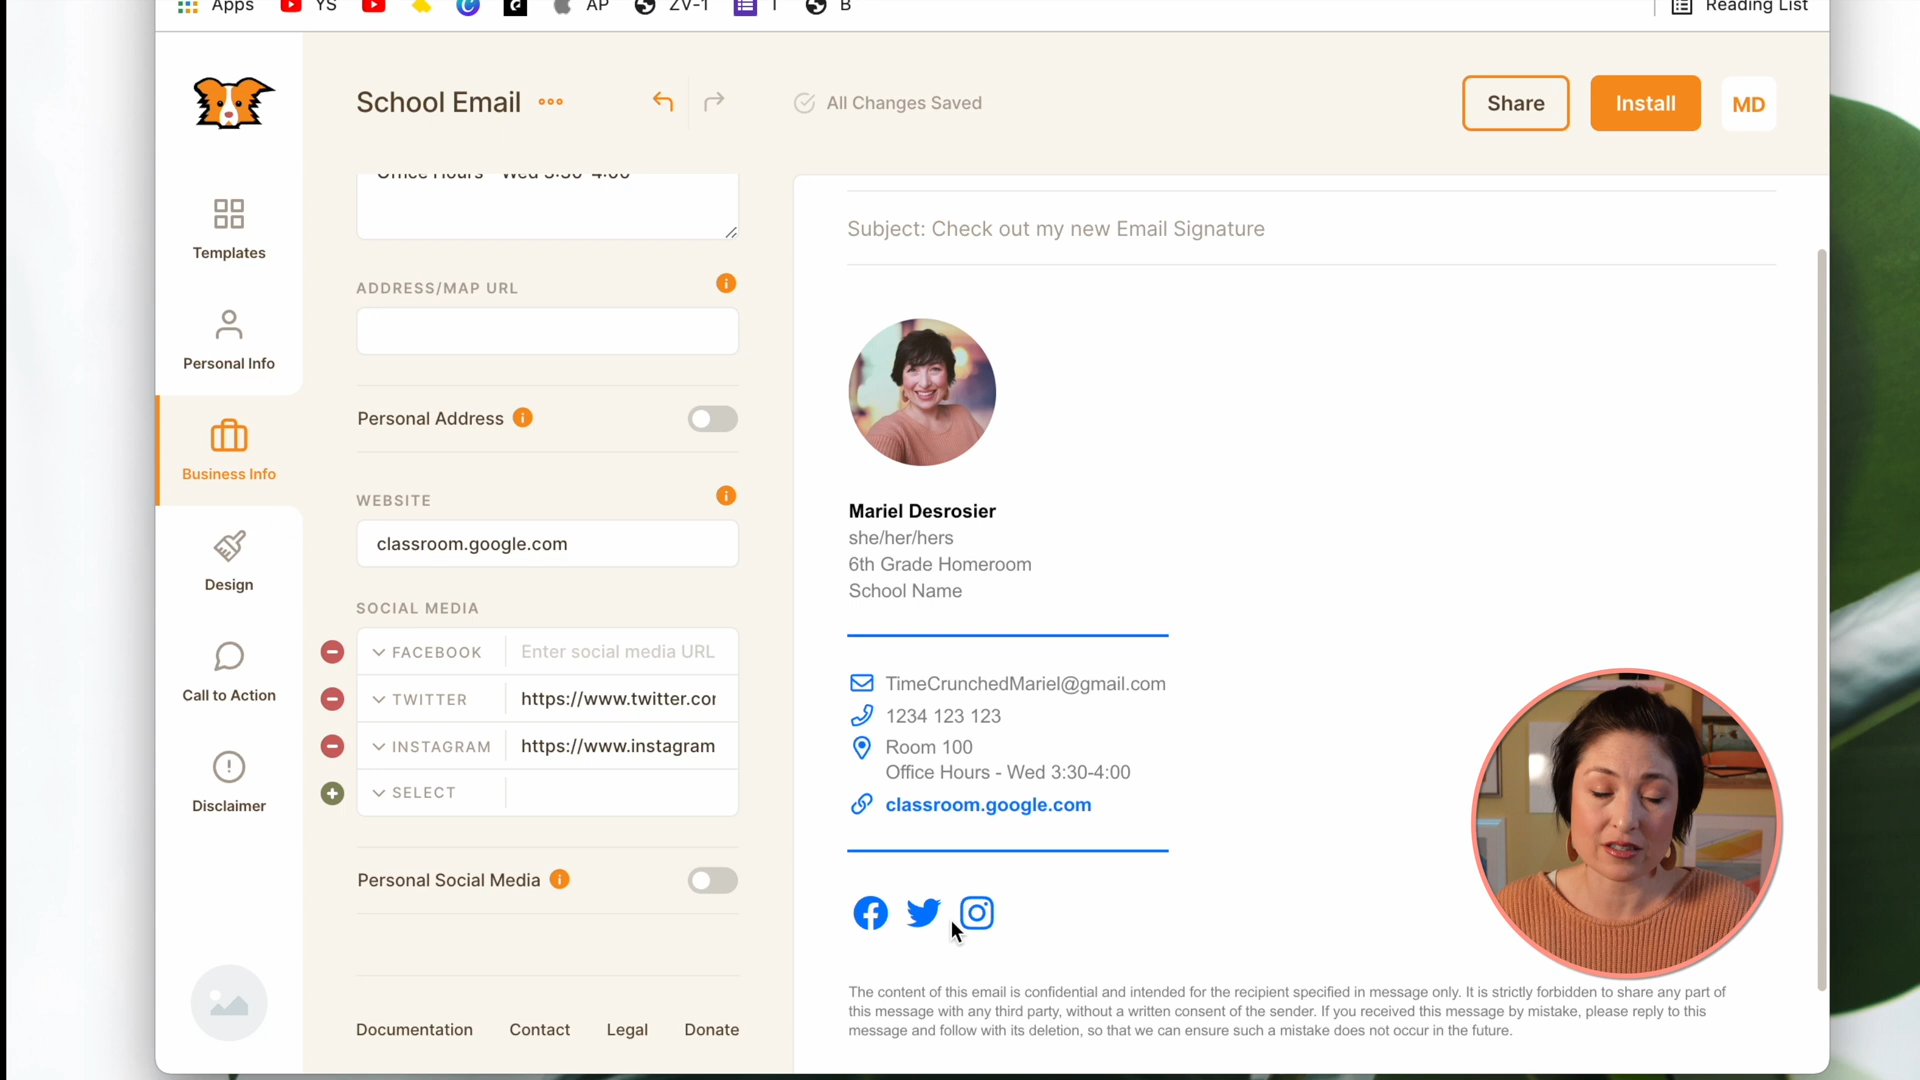 Apps YS AP ZV-1 T B Reading List
School Email
All Changes Saved
Share
Install
MD
Templates
Personal Info
Business Info
Design
Call to Action
Disclaimer
Office Hours - Wed 3:30-4:00
ADDRESS/MAP URL
Personal Address
WEBSITE
classroom.google.com
SOCIAL MEDIA
FACEBOOK Enter social media URL
TWITTER https://www.twitter.cor
INSTAGRAM https://www.instagram
SELECT
Personal Social Media
Documentation Contact Legal Donate
Subject: Check out my new Email Signature
Mariel Desrosier
she/her/hers
6th Grade Homeroom
School Name
TimeCrunchedMariel@gmail.com
1234 123 123
Room 100
Office Hours - Wed 3:30-4:00
classroom.google.com
The content of this email is confidential and intended for the recipient specified in message only. It is strictly forbidden to share any part of
this message with any third party, without a written consent of the sender. If you received this message by mistake, please reply to this
message and follow with its deletion, so that we can ensure such a mistake does not occur in the future.